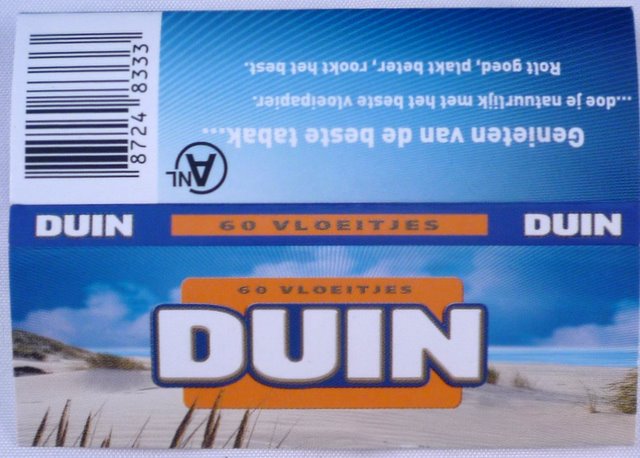 Genieten van de beste tabak...
...doe je natuurlijk met het beste vloeipapier.
Rolt goed, plakt beter, rookt het best.
A NL
8724 8333
DUIN 60 VLOEITJES DUIN
60 VLOEITJES
DUIN